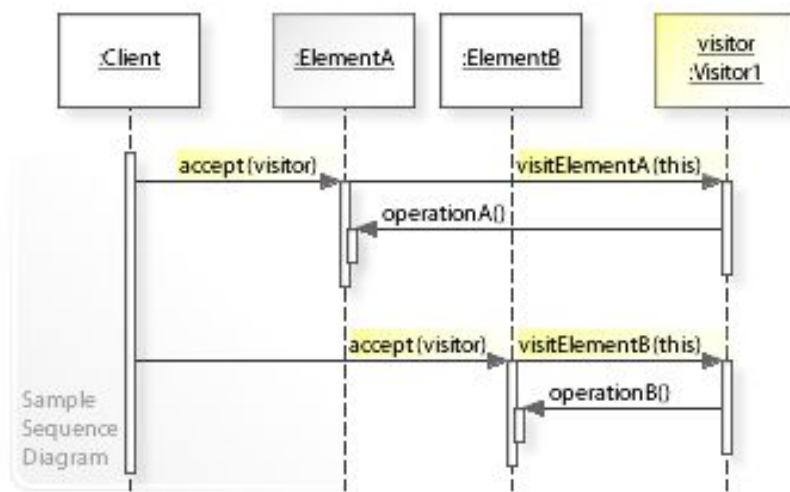 :Client
:ElementA
:ElementB
visitor
:Visitor1
accept(visitor)
visitElementA(this)
operationA()
accept(visitor)
visitElementB(this)
operationB()
Sample
Sequence
Diagram